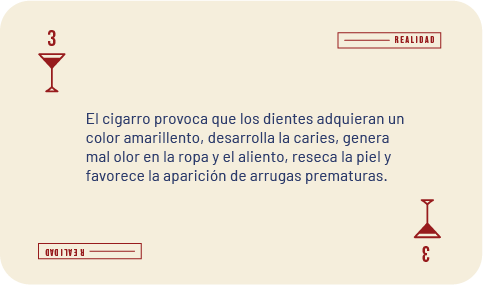 3
REALIDAD
El cigarro provoca que los dientes adquieran un
color amarillento, desarrolla la caries, genera
mal olor en la ropa y el aliento, reseca la piel y
favorece la aparición de arrugas prematuras.
REALIDAD
3